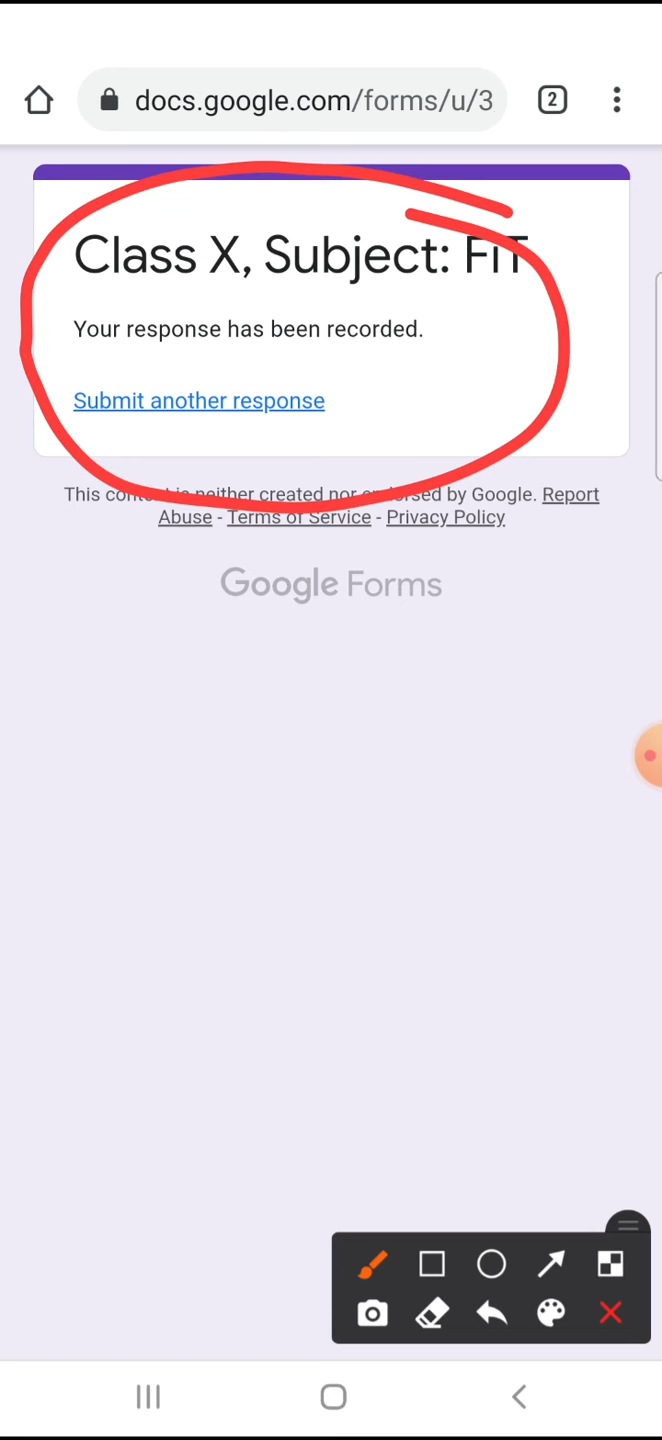 docs.google.com/forms/u/3
2
Class X, Subject: FiT
Your response has been recorded.
Submit another response
This content is neither created nor endorsed by Google. Report
Abuse - Terms of Service - Privacy Policy
Google Forms